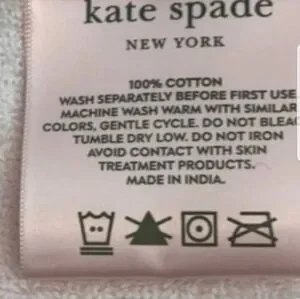 kate spade
NEW YORK
100% COTTON
WASH SEPARATELY BEFORE FIRST USE
MACHINE WASH WARM WITH SIMILAR
COLORS, GENTLE CYCLE. DO NOT BLEAC
TUMBLE DRY LOW. DO NOT IRON
AVOID CONTACT WITH SKIN
TREATMENT PRODUCTS.
MADE IN INDIA.